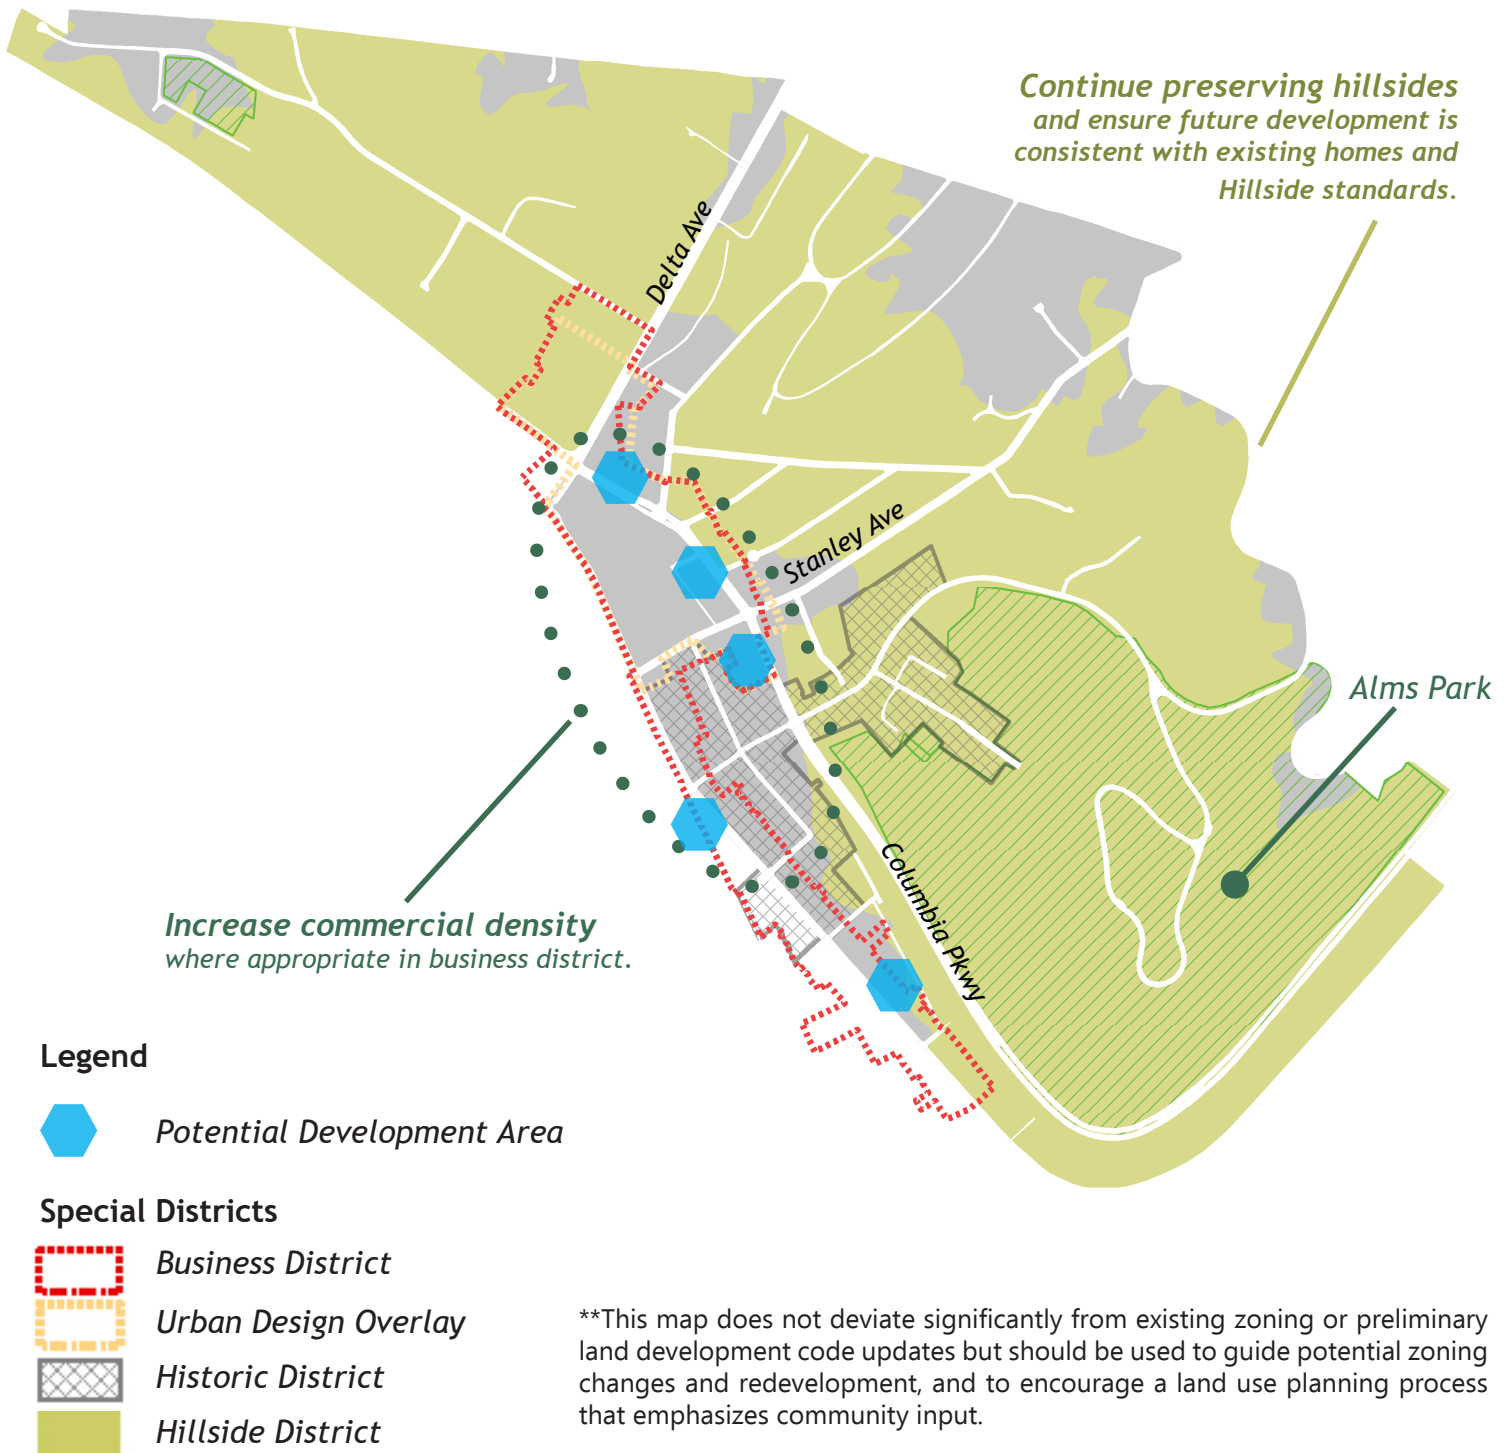 Continue preserving hillsides
and ensure future development is
consistent with existing homes and
Hillside standards.
Delta Ave
Stanley Ave
Alms Park
Columbia Pkwy
Increase commercial density
where appropriate in business district.
Legend
Potential Development Area
Special Districts
Business District
Urban Design Overlay
Historic District
Hillside District
**This map does not deviate significantly from existing zoning or preliminary
land development code updates but should be used to guide potential zoning
changes and redevelopment, and to encourage a land use planning process
that emphasizes community input.